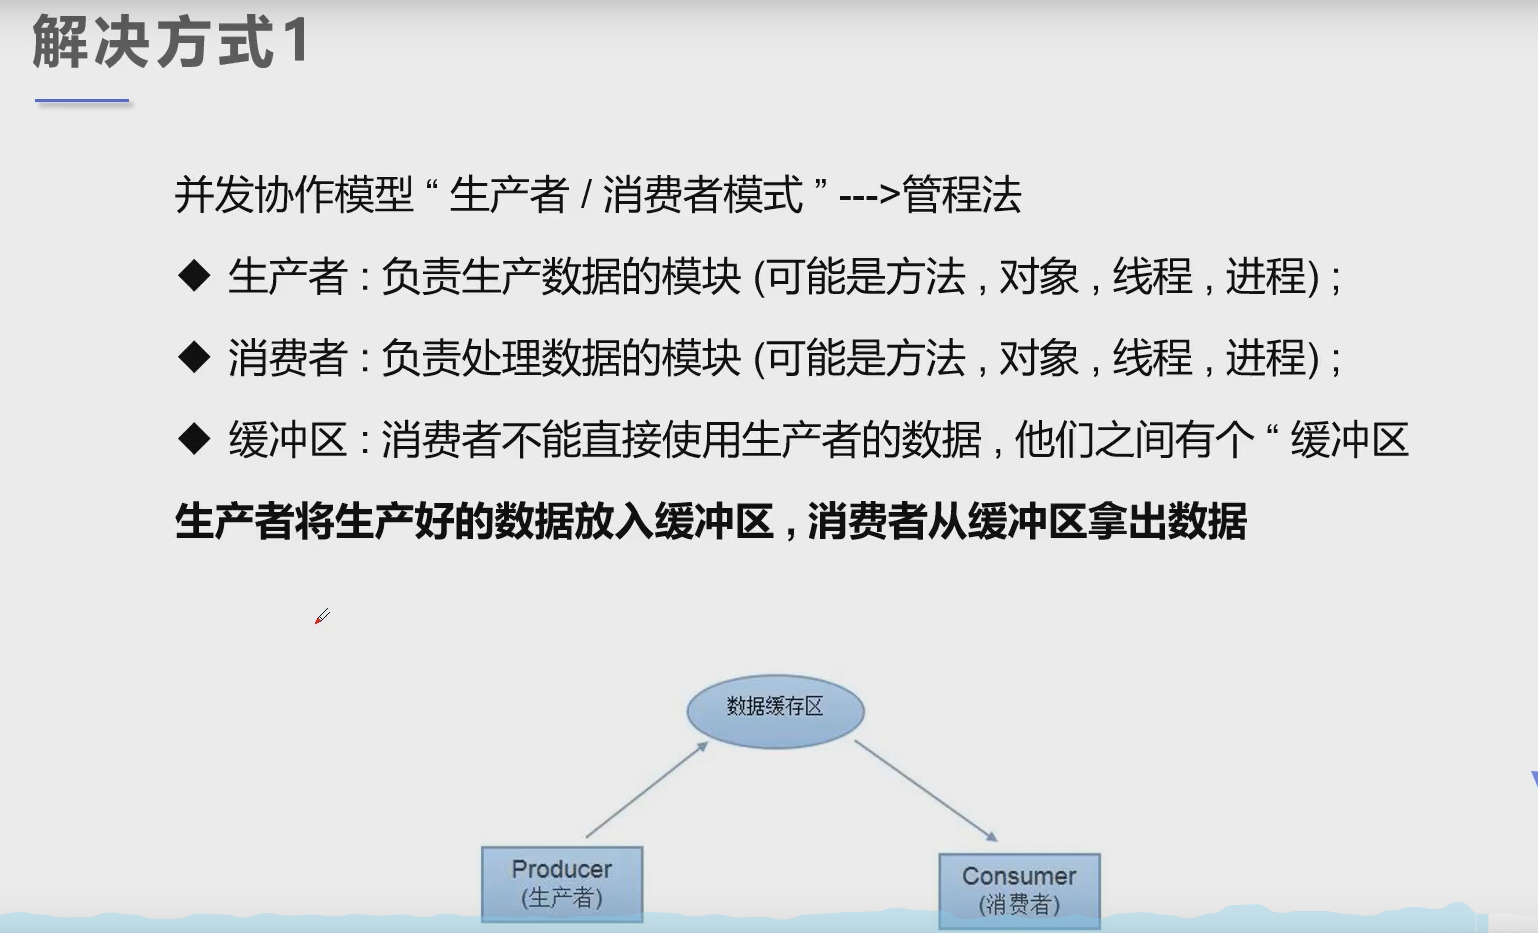 解决方式1
并发协作模型 “ 生产者 / 消费者模式 ” --->管程法
◆ 生产者 : 负责生产数据的模块 (可能是方法 , 对象 , 线程 , 进程) ;
◆ 消费者 : 负责处理数据的模块 (可能是方法 , 对象 , 线程 , 进程) ;
◆ 缓冲区 : 消费者不能直接使用生产者的数据 , 他们之间有个 “ 缓冲区
生产者将生产好的数据放入缓冲区 , 消费者从缓冲区拿出数据
数据缓存区
Producer
(生产者)
Consumer
(消费者)